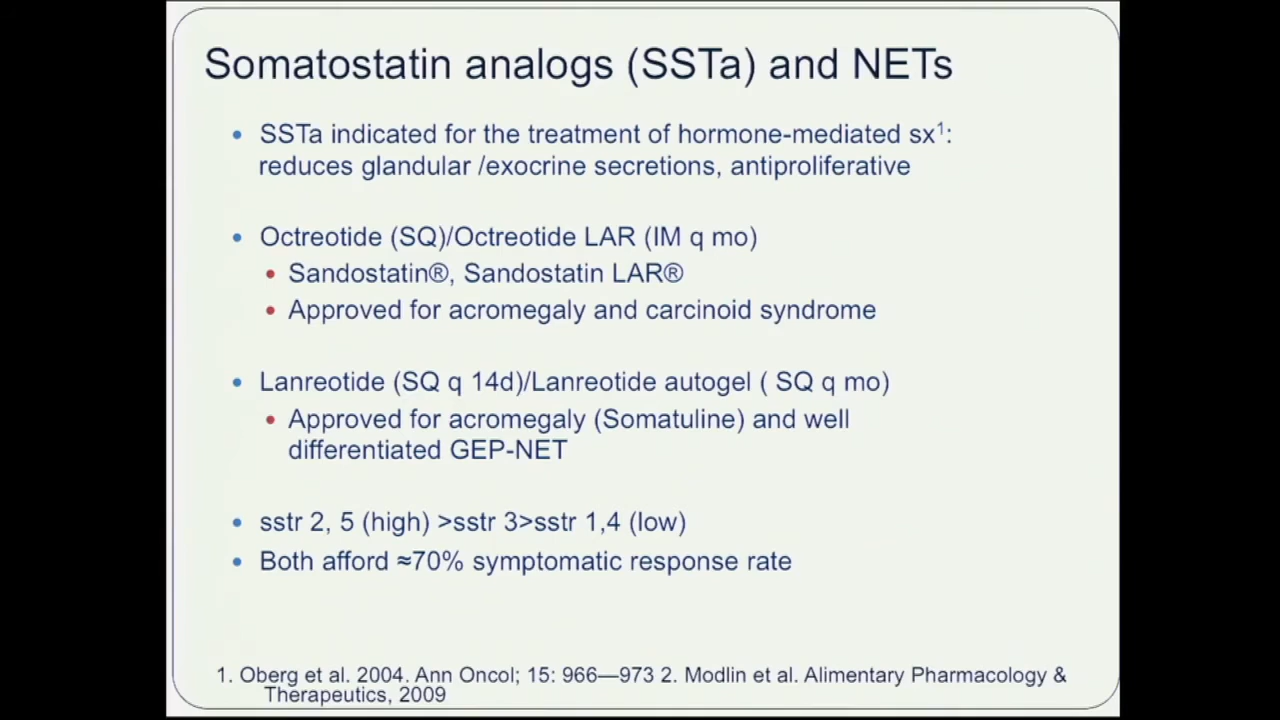 Somatostatin analogs (SSTa) and NETs
• SSTa indicated for the treatment of hormone-mediated sx1:
reduces glandular /exocrine secretions, antiproliferative
• Octreotide (SQ)/Octreotide LAR (IM q mo)
• Sandostatin®, Sandostatin LAR®
• Approved for acromegaly and carcinoid syndrome
• Lanreotide (SQ q 14d)/Lanreotide autogel ( SQ q mo)
• Approved for acromegaly (Somatuline) and well
differentiated GEP-NET
• sstr 2, 5 (high) >sstr 3>sstr 1,4 (low)
• Both afford ≈70% symptomatic response rate
1. Oberg et al. 2004. Ann Oncol; 15: 966—973 2. Modlin et al. Alimentary Pharmacology &
Therapeutics, 2009